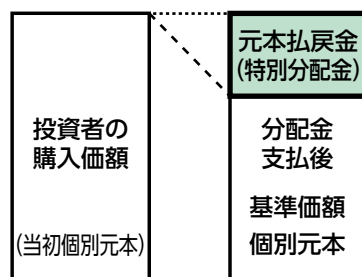 投資者の
購入価額
(当初個別元本)
元本払戻金
(特別分配金)
分配金
支払後
基準価額
個別元本